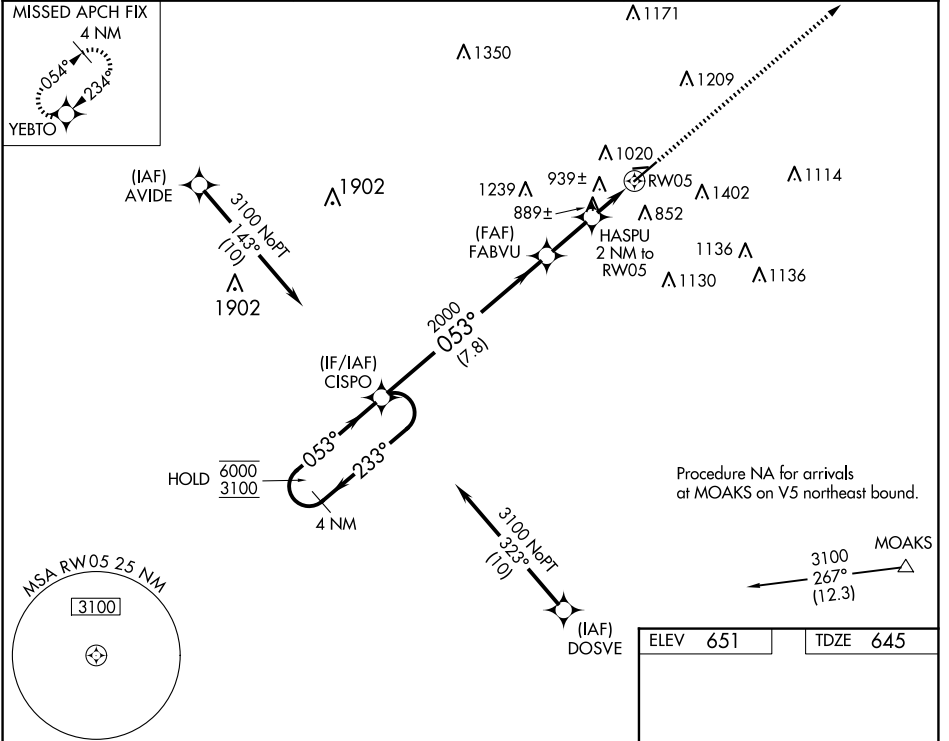 MISSED APCH FIX
4 NM
054°
234°
YEBTO
1171
1350
1209
(IAF)
AVIDE
1902
3100 NoPT
143°
(10)
1902
1020
939±
RW05
1239
889±
852
1402
1114
(FAF)
FABVU
HASPU
2 NM to
RW05
1136
1130
1136
2000
053°
(7.8)
(IF/IAF)
CISPO
053°
233°
HOLD
6000
3100
4 NM
Procedure NA for arrivals
at MOAKS on V5 northeast bound.
3100 NoPT
323°
(10)
(IAF)
DOSVE
MOAKS
3100
267°
(12.3)
MSA RW05 25 NM
3100
ELEV 651
TDZE 645